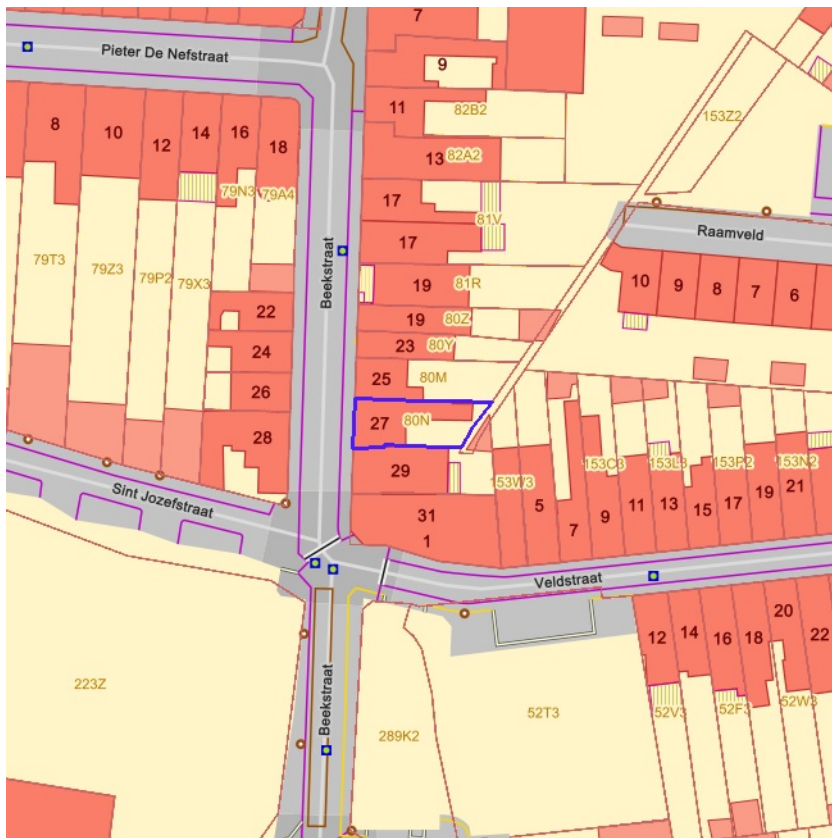 7
Pieter De Nefstraat
9
11
82B2
8
10
12
14
16
18
13
82A2
153Z2
79N3
79A4
17
81V
17
Raamveld
Beekstraat
79T3
79Z3
79P2
79X3
19
81R
10
9
8
7
6
22
19
80Z
23
80Y
24
25
80M
26
27
80N
28
29
153W3
153C3
153L3
153P2
153N2
5
7
9
11
13
15
17
19
21
Sint Jozefstraat
31
1
Veldstraat
12
14
16
18
20
22
Beekstraat
223Z
289K2
52T3
52V3
52F3
52W3